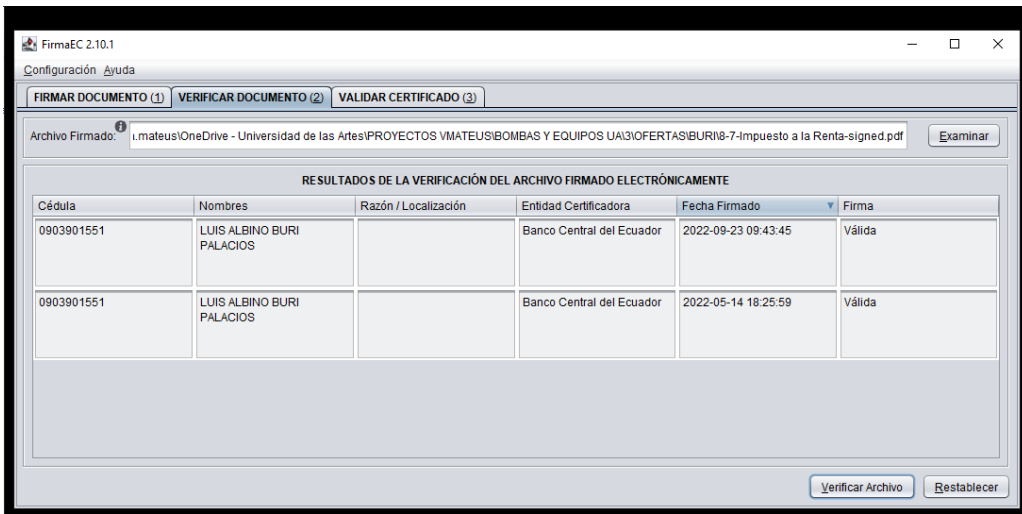 FirmaEC 2.10.1
Configuración Ayuda
FIRMAR DOCUMENTO (1) VERIFICAR DOCUMENTO (2) VALIDAR CERTIFICADO (3)
Archivo Firmado: .mateus\OneDrive - Universidad de las Artes\PROYECTOS VMATEUS\BOMBAS Y EQUIPOS UA\3\OFERTAS\BURI\8-7-Impuesto a la Renta-signed.pdf Examinar
RESULTADOS DE LA VERIFICACIÓN DEL ARCHIVO FIRMADO ELECTRÓNICAMENTE
Cédula Nombres Razón / Localización Entidad Certificadora Fecha Firmado Firma
0903901551 LUIS ALBINO BURI Banco Central del Ecuador 2022-09-23 09:43:45 Válida
PALACIOS
0903901551 LUIS ALBINO BURI Banco Central del Ecuador 2022-05-14 18:25:59 Válida
PALACIOS
Verificar Archivo Restablecer